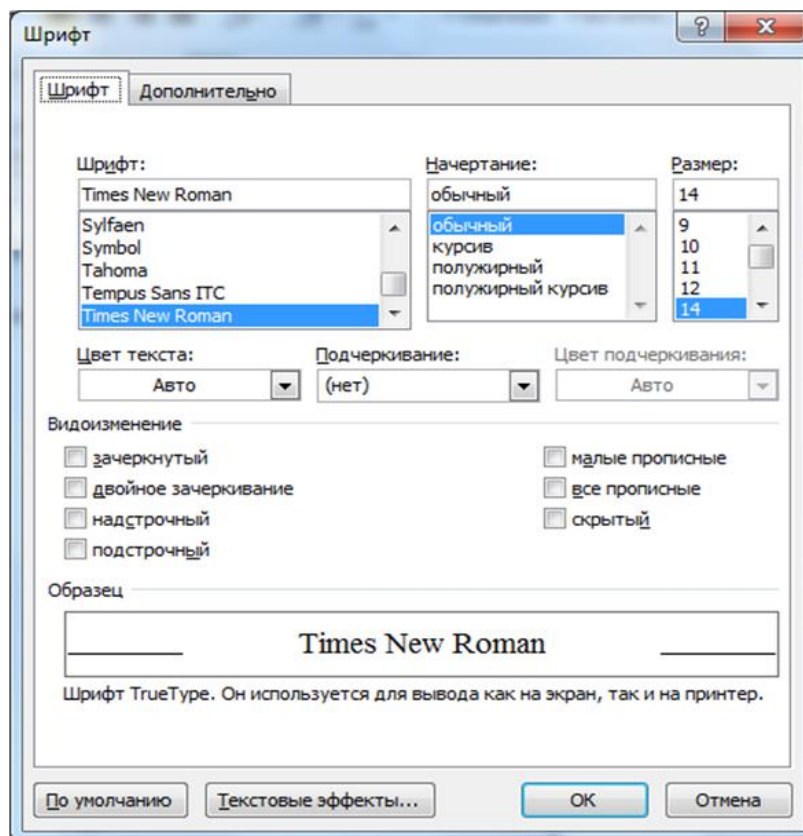 Шрифт
Шрифт Дополнительно
Шрифт: Начертание: Размер:
Times New Roman обычный 14
Sylfaen обычный 9
Symbol курсив 10
Tahoma полужирный 11
Tempus Sans ITC полужирный курсив 12
Times New Roman 14
Цвет текста: Подчеркивание: Цвет подчеркивания:
Авто (нет) Авто
Видоизменение
зачеркнутый малые прописные
двойное зачеркивание все прописные
надстрочный скрытый
подстрочный
Образец
Times New Roman
Шрифт TrueType. Он используется для вывода как на экран, так и на принтер.
По умолчанию Текстовые эффекты... ОК Отмена